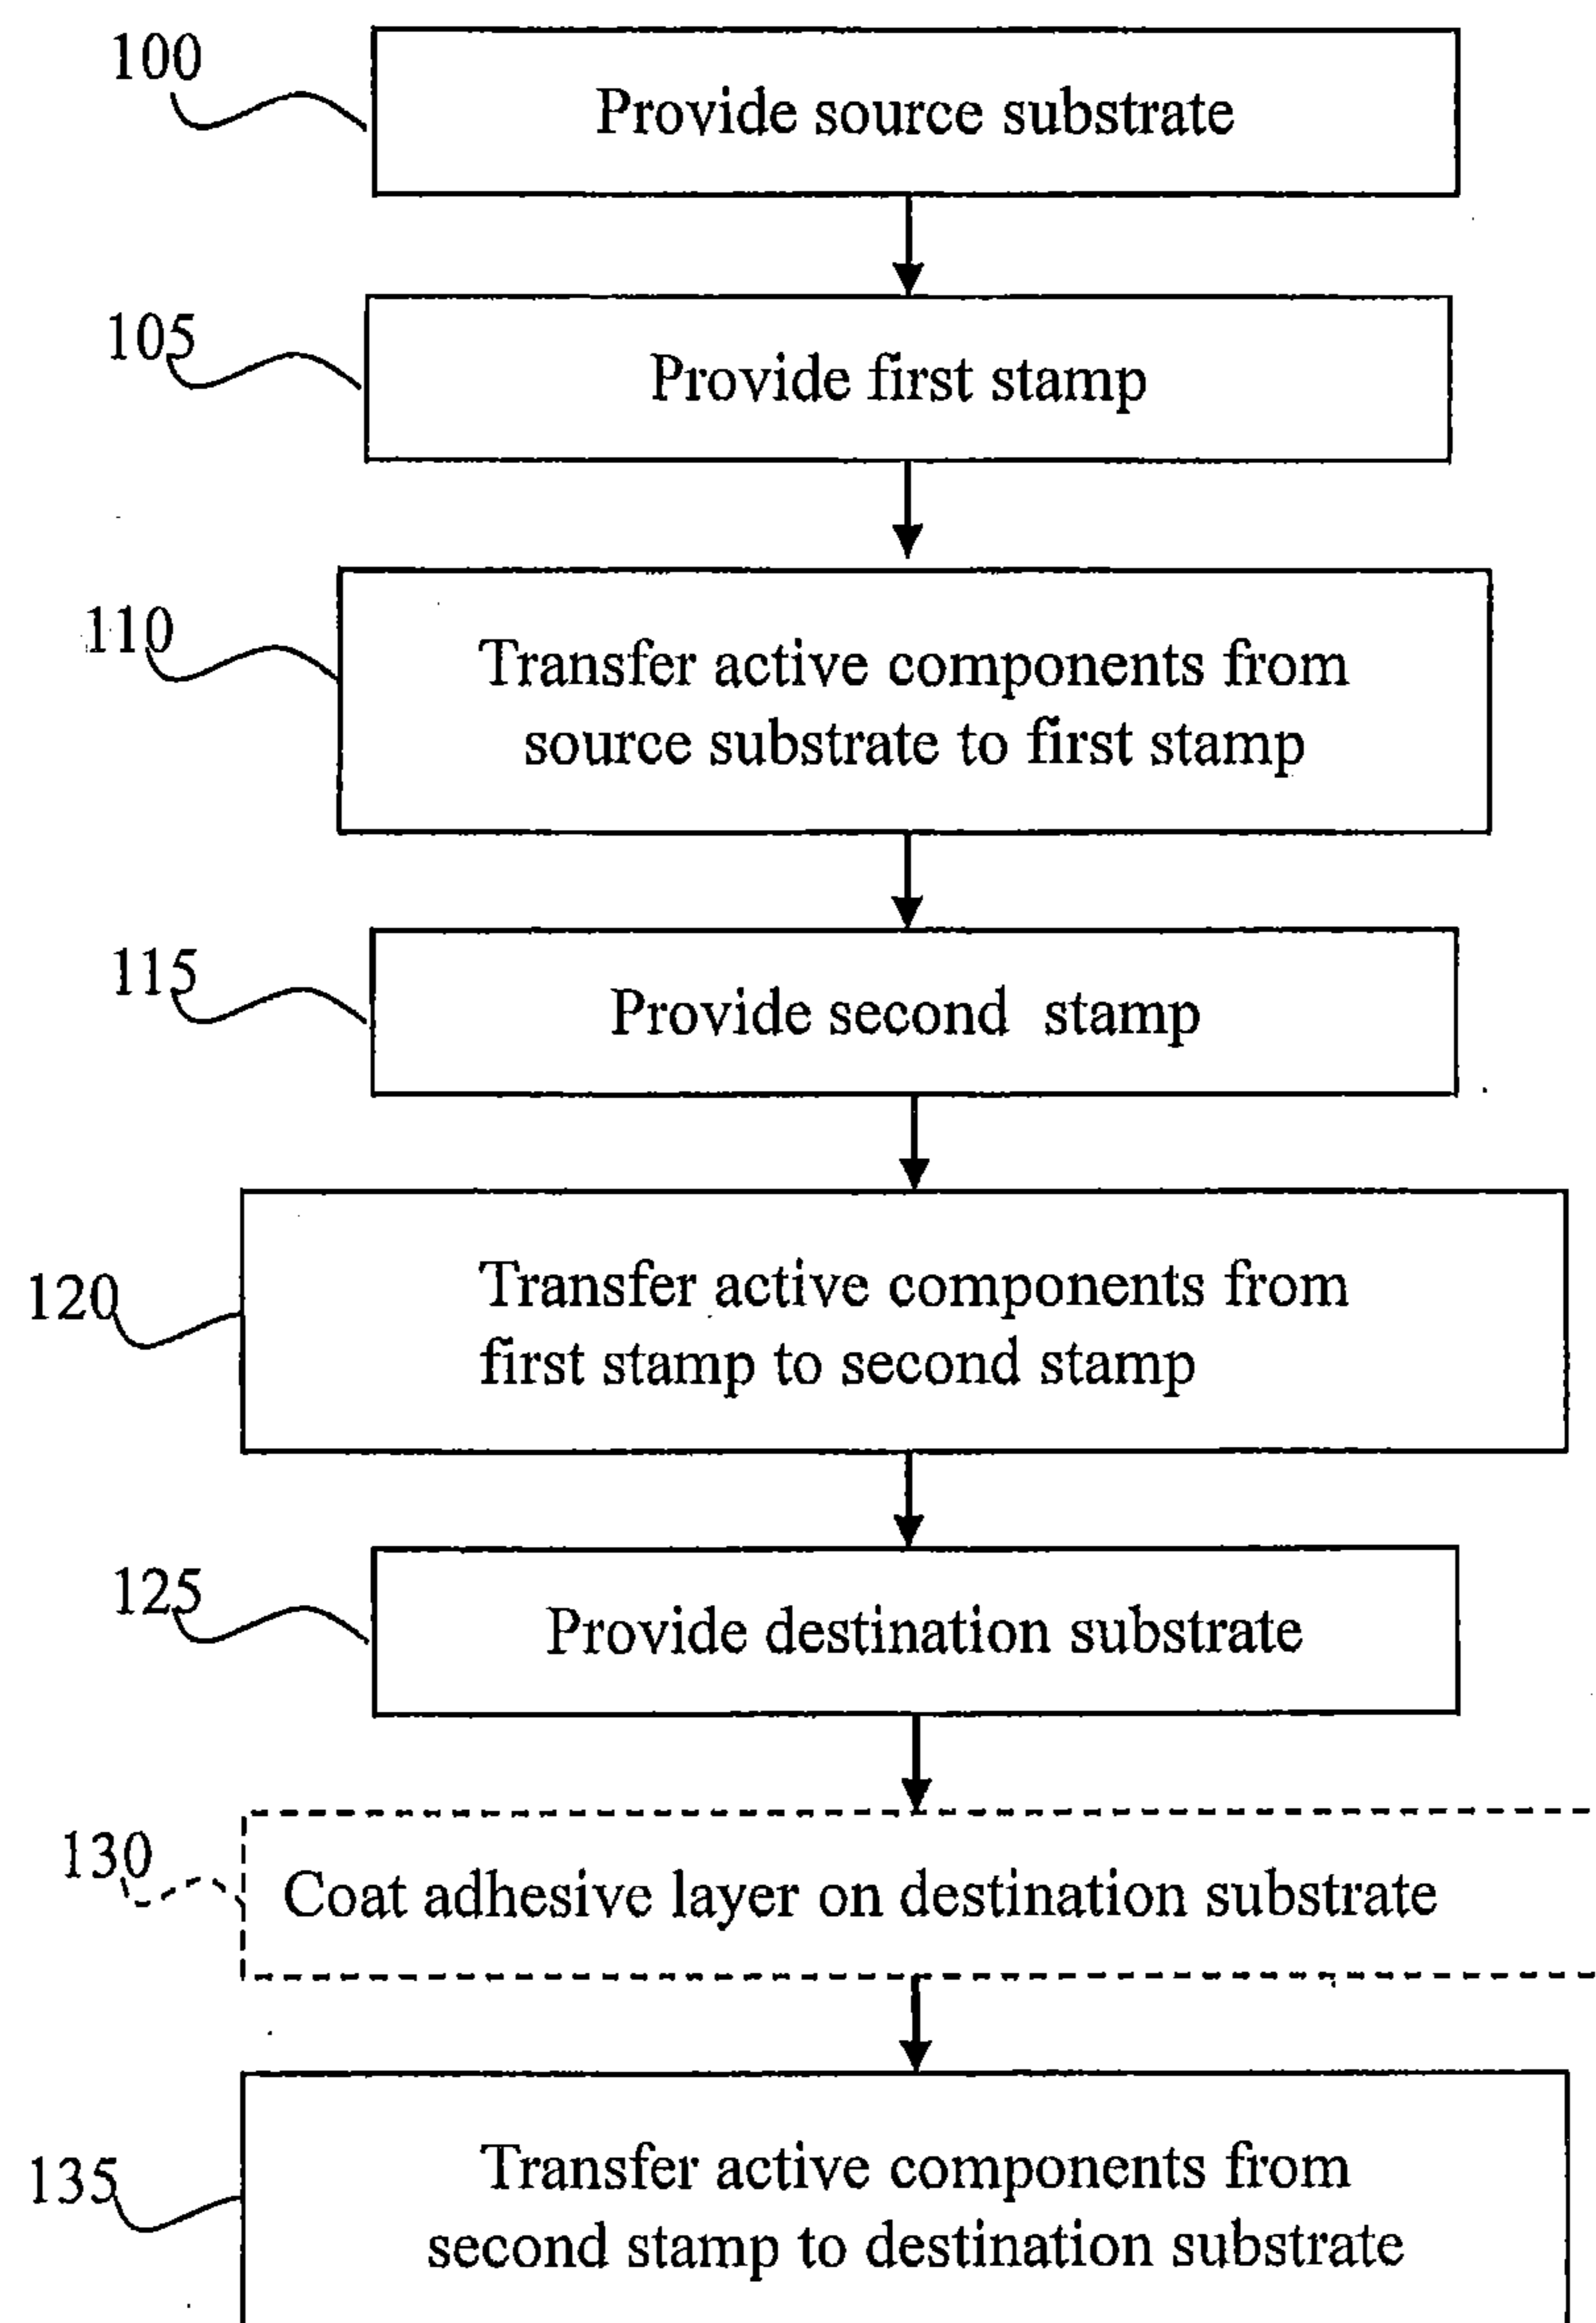 100
Provide source substrate
105
Provide first stamp
110
Transfer active components from
source substrate to first stamp
115
Provide second stamp
120
Transfer active components from
first stamp to second stamp
125
Provide destination substrate
130
Coat adhesive layer on destination substrate
135
Transfer active components from
second stamp to destination substrate